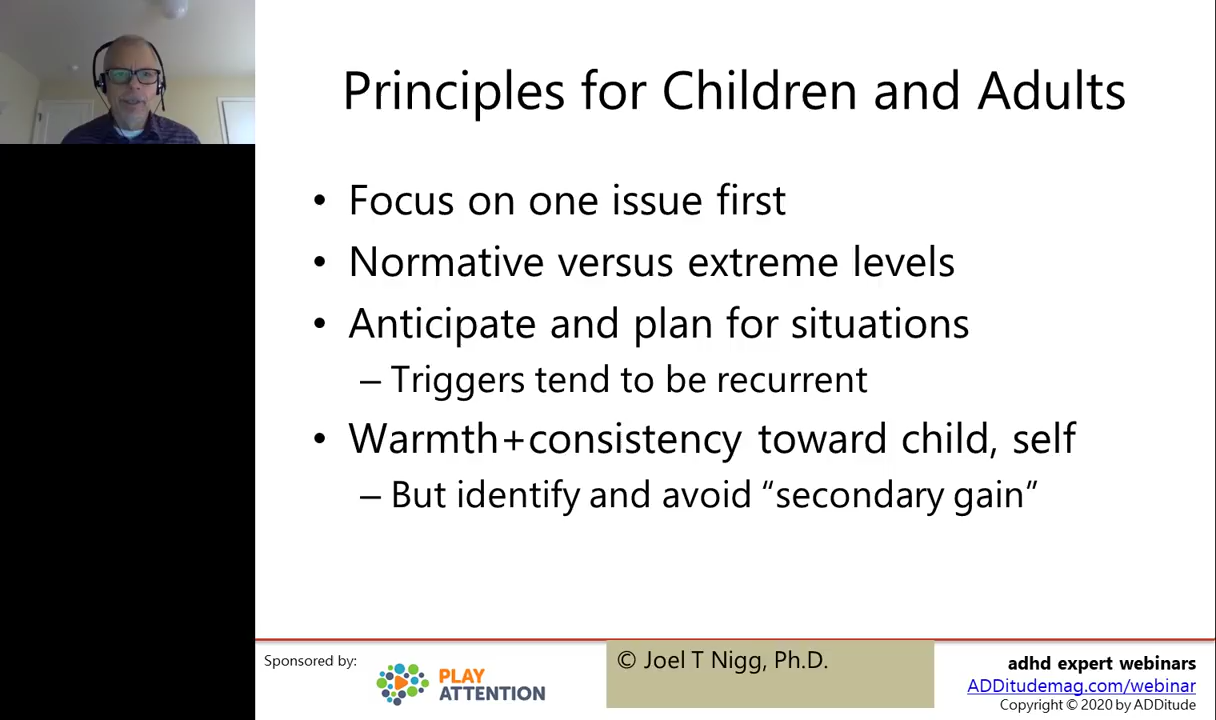 Principles for Children and Adults
• Focus on one issue first
• Normative versus extreme levels
• Anticipate and plan for situations
– Triggers tend to be recurrent
• Warmth+consistency toward child, self
– But identify and avoid “secondary gain”
Sponsored by:
PLAY
ATTENTION
© Joel T Nigg, Ph.D.
adhd expert webinars
ADDitudemag.com/webinar
Copyright © 2020 by ADDitude